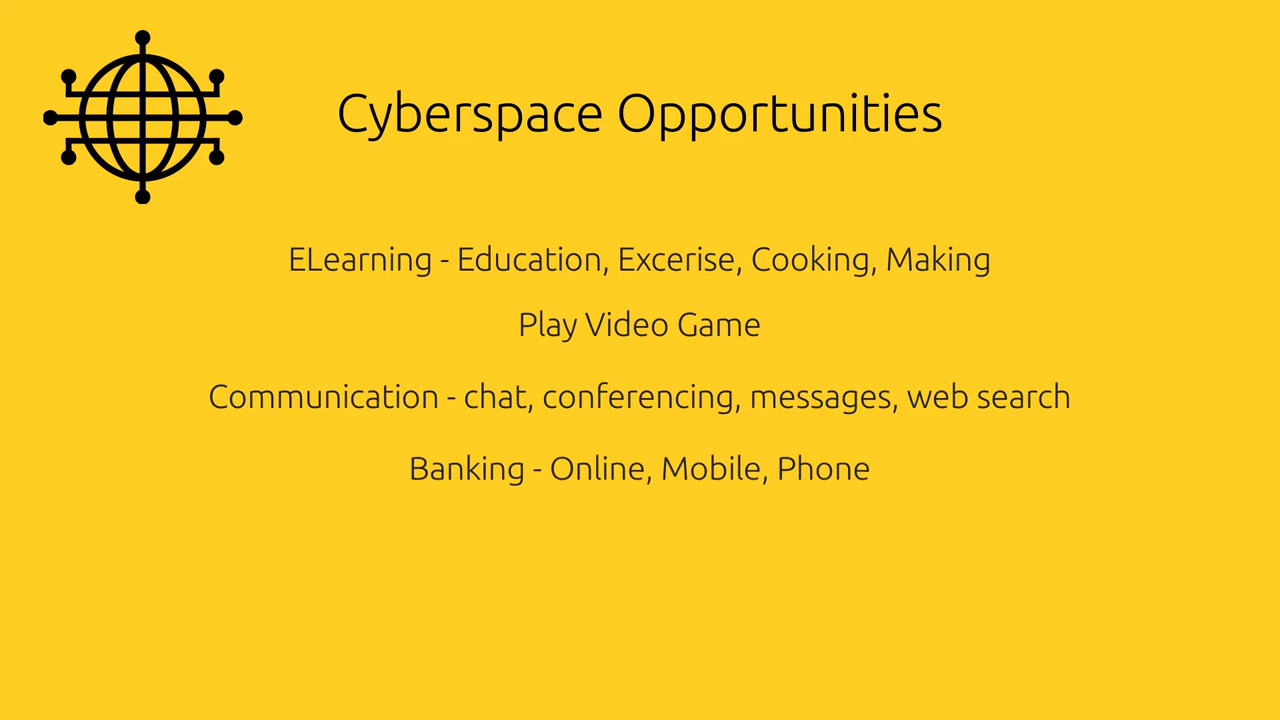 Cyberspace Opportunities
ELearning - Education, Excerise, Cooking, Making
Play Video Game
Communication - chat, conferencing, messages, web search
Banking - Online, Mobile, Phone